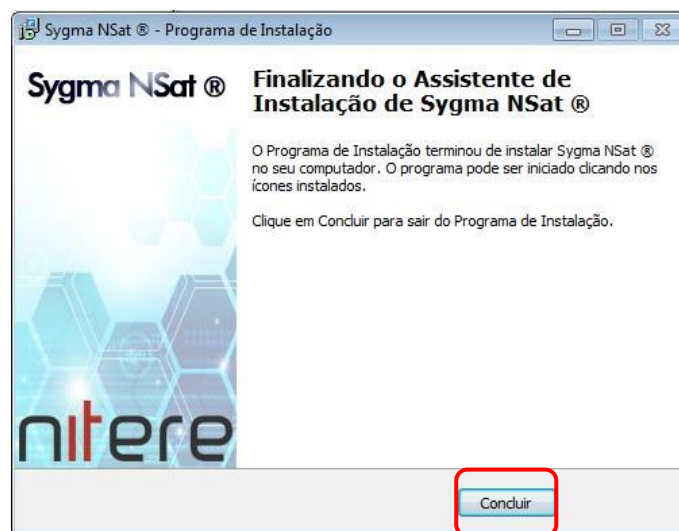 Sygma NSat ® - Programa de Instalação
Sygma NSat ®
Finalizando o Assistente de
Instalação de Sygma NSat ®
O Programa de Instalação terminou de instalar Sygma NSat ®
no seu computador. O programa pode ser iniciado clicando nos
ícones instalados.
Clique em Concluir para sair do Programa de Instalação.
nitere
Concluir